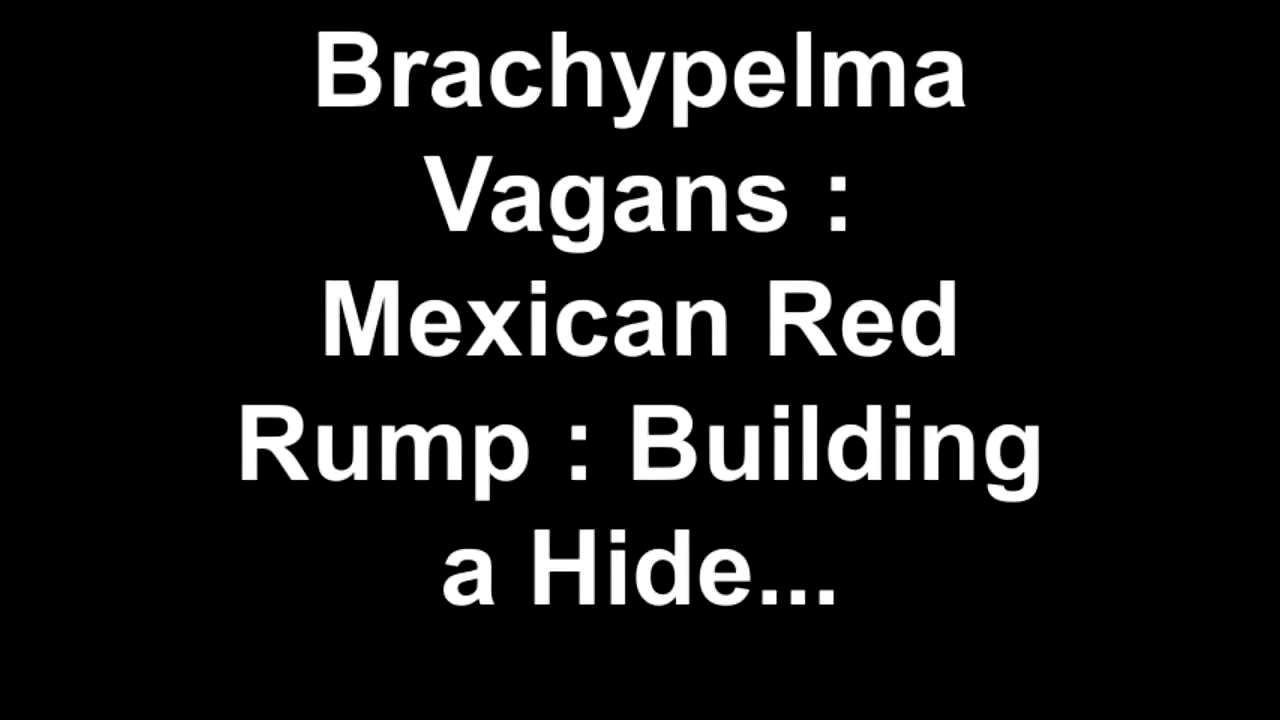 Brachypelma
Vagans :
Mexican Red
Rump : Building
a Hide...